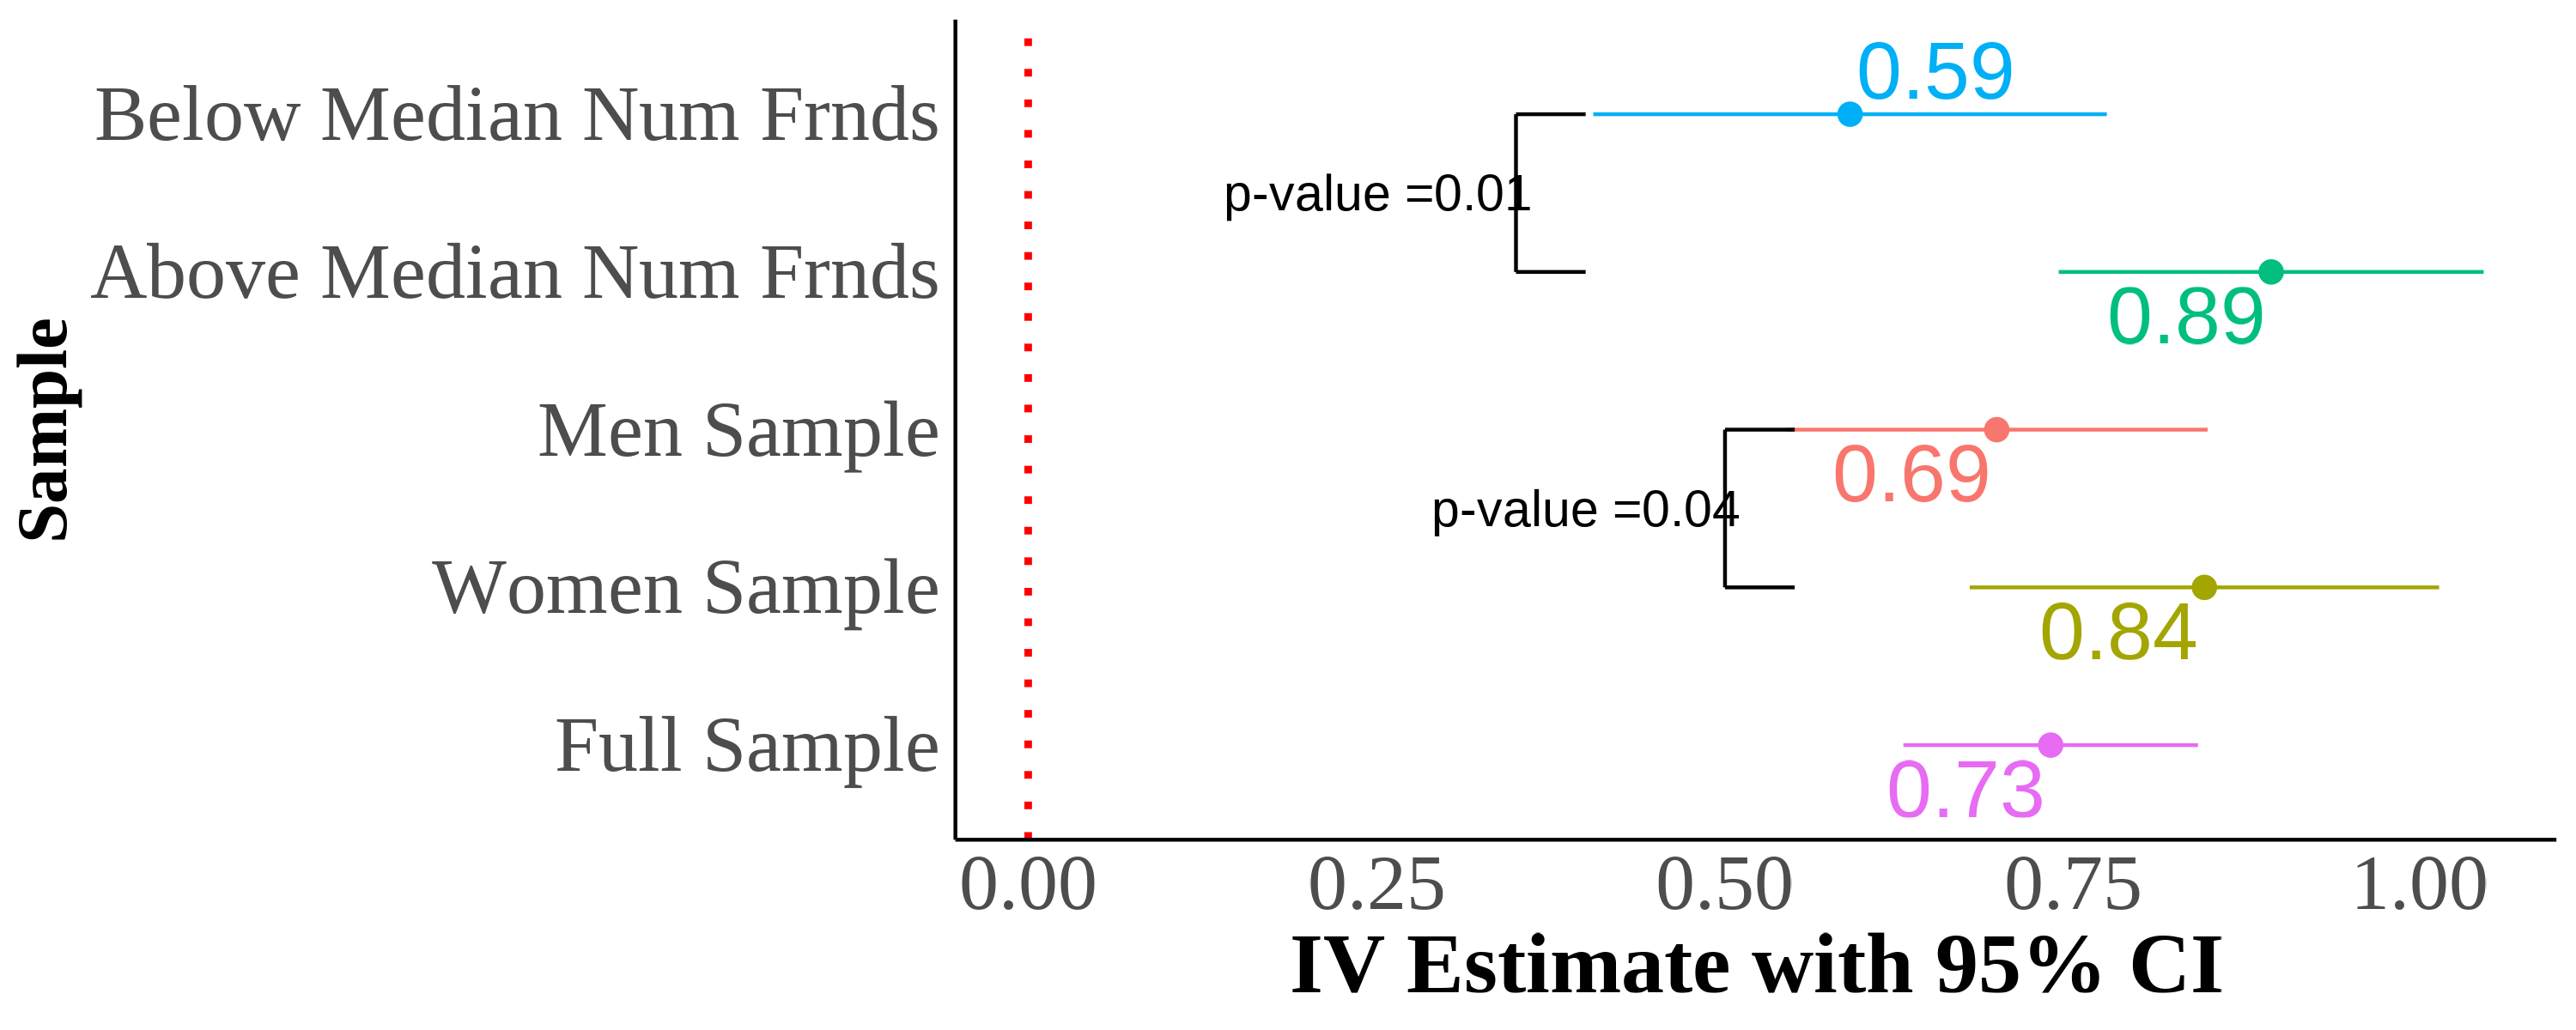 Below Median Num Frnds
0.59
p-value =0.01
Above Median Num Frnds
0.89
Men Sample
0.69
p-value =0.04
Women Sample
0.84
Full Sample
0.73
Sample
0.00 0.25 0.50 0.75 1.00
IV Estimate with 95% CI